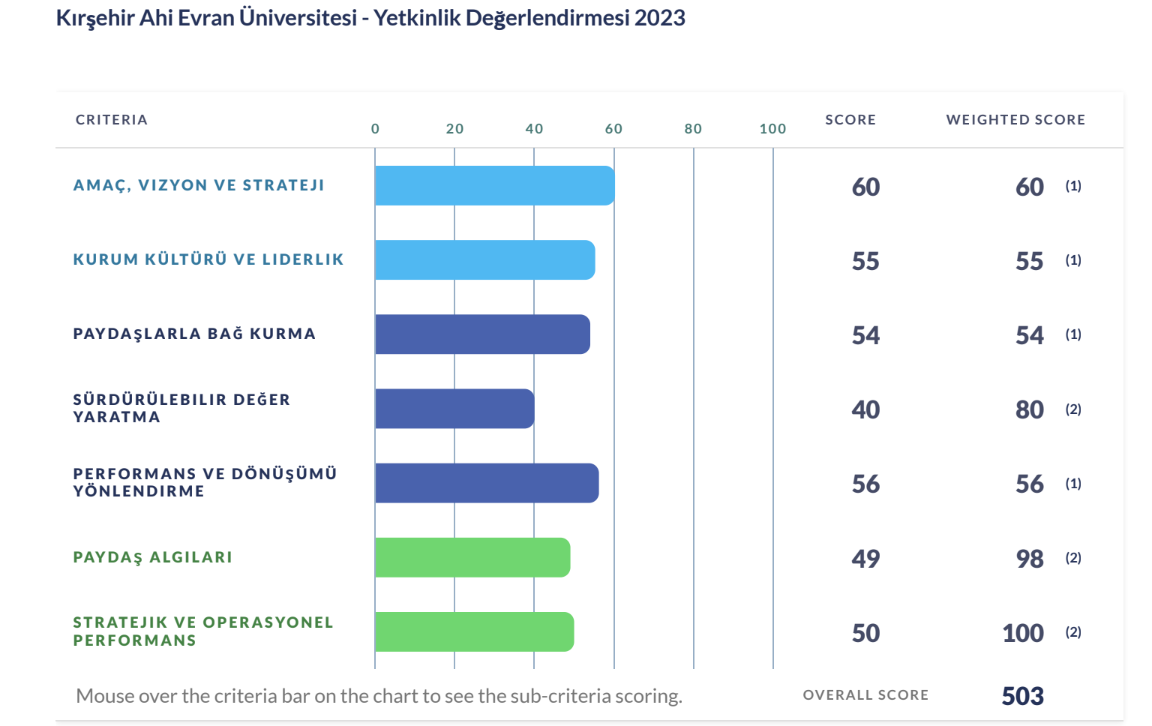 Kırşehir Ahi Evran Üniversitesi - Yetkinlik Değerlendirmesi 2023
CRITERIA 0 20 40 60 80 100 SCORE WEIGHTED SCORE
AMAÇ, VIZYON VE STRATEJI 60 60 (1)
KURUM KÜLTÜRÜ VE LIDERLIK 55 55 (1)
PAYDAŞLARLA BAĞ KURMA 54 54 (1)
SÜRDÜRÜLEBILIR DEĞER
YARATMA 40 80 (2)
PERFORMANS VE DÖNÜŞÜMÜ
YÖNLENDIRME 56 56 (1)
PAYDAŞ ALGILARI 49 98 (2)
STRATEJIK VE OPERASYONEL
PERFORMANS 50 100 (2)
Mouse over the criteria bar on the chart to see the sub-criteria scoring. OVERALL SCORE 503